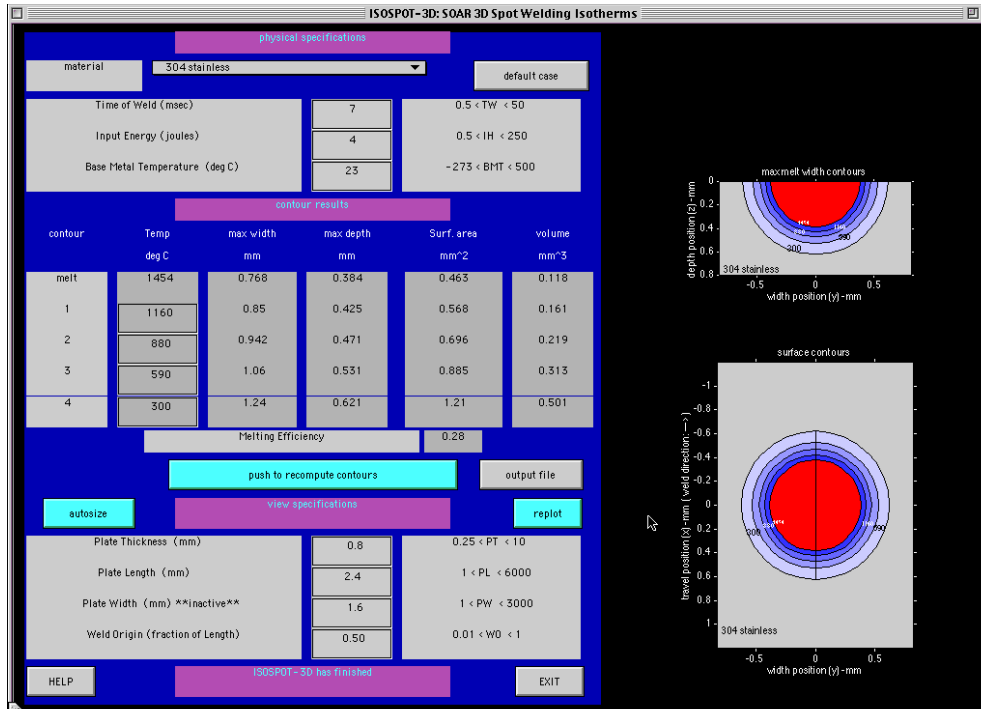 ISOSPOT-3D: SOAR 3D Spot Welding Isotherms
physical specifications
material 304 stainless default case
Time of Weld (msec) 7 0.5 < TW < 50
Input Energy (joules) 4 0.5 < IH < 250
Base Metal Temperature (deg C) 23 -273 < BMT < 500
contour results
contour Temp max width max depth Surf. area volume
deg C mm mm mm^2 mm^3
melt 1454 0.768 0.384 0.463 0.118
1 1160 0.85 0.425 0.568 0.161
2 880 0.942 0.471 0.696 0.219
3 590 1.06 0.531 0.885 0.313
4 300 1.24 0.621 1.21 0.501
Melting Efficiency 0.28
push to recompute contours output file
autosize view specifications replot
Plate Thickness (mm) 0.8 0.25 < PT < 10
Plate Length (mm) 2.4 1 < PL < 6000
Plate Width (mm) **inactive** 1.6 1 < PW < 3000
Weld Origin (fraction of Length) 0.50 0.01 < WO < 1
HELP ISOSPOT-3D has finished EXIT
max melt width contours
depth position (z) -mm
0
0.2
0.4
0.6
0.8
1454
880 1160
300 590
304 stainless
-0.5 0 0.5
width position (y) -mm
surface contours
travel position (x) -mm ( weld direction: --> )
-1
-0.8
-0.6
-0.4
-0.2
0
0.2
0.4
0.6
0.8
1
300 880 1454 1160 590
304 stainless
-0.5 0 0.5
width position (y) -mm